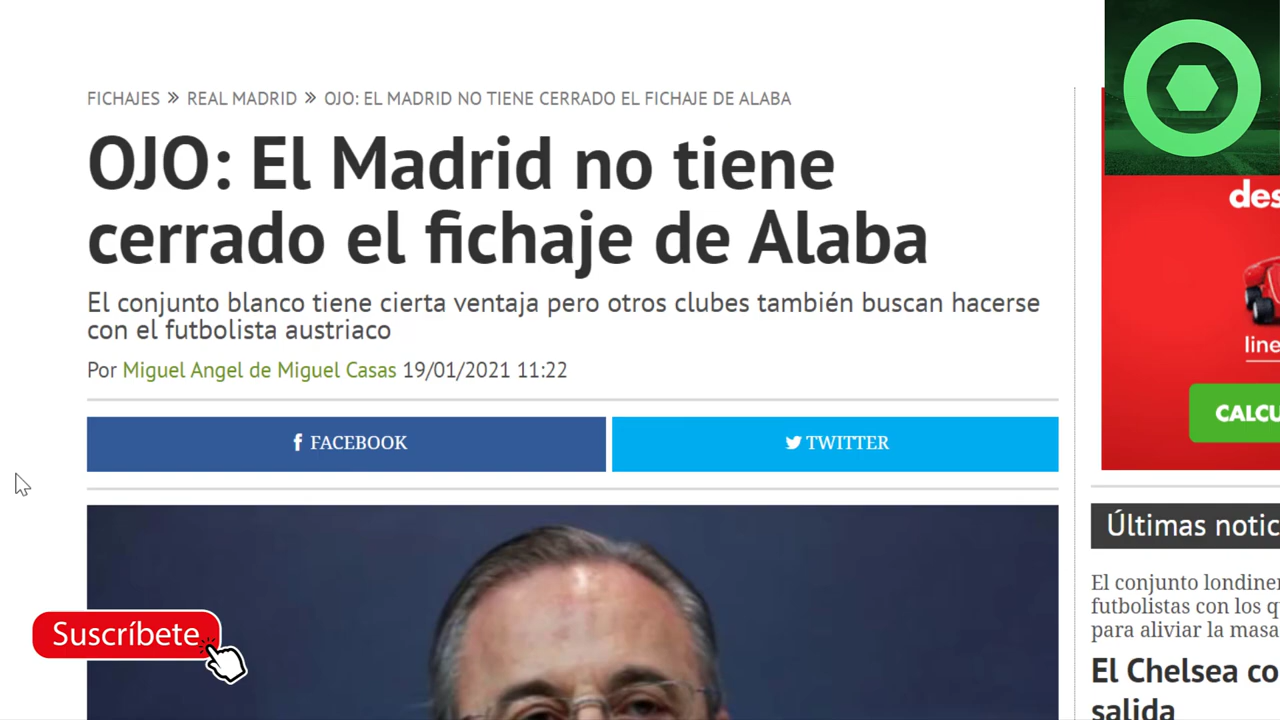 FICHAJES » REAL MADRID » OJO: EL MADRID NO TIENE CERRADO EL FICHAJE DE ALABA
OJO: El Madrid no tiene
cerrado el fichaje de Alaba
El conjunto blanco tiene cierta ventaja pero otros clubes también buscan hacerse
con el futbolista austriaco
Por Miguel Angel de Miguel Casas 19/01/2021 11:22
FACEBOOK
TWITTER
Suscríbete
des
line
CALCU
Últimas notic
El conjunto londiner
futbolistas con los q
para aliviar la masa
El Chelsea co
salida